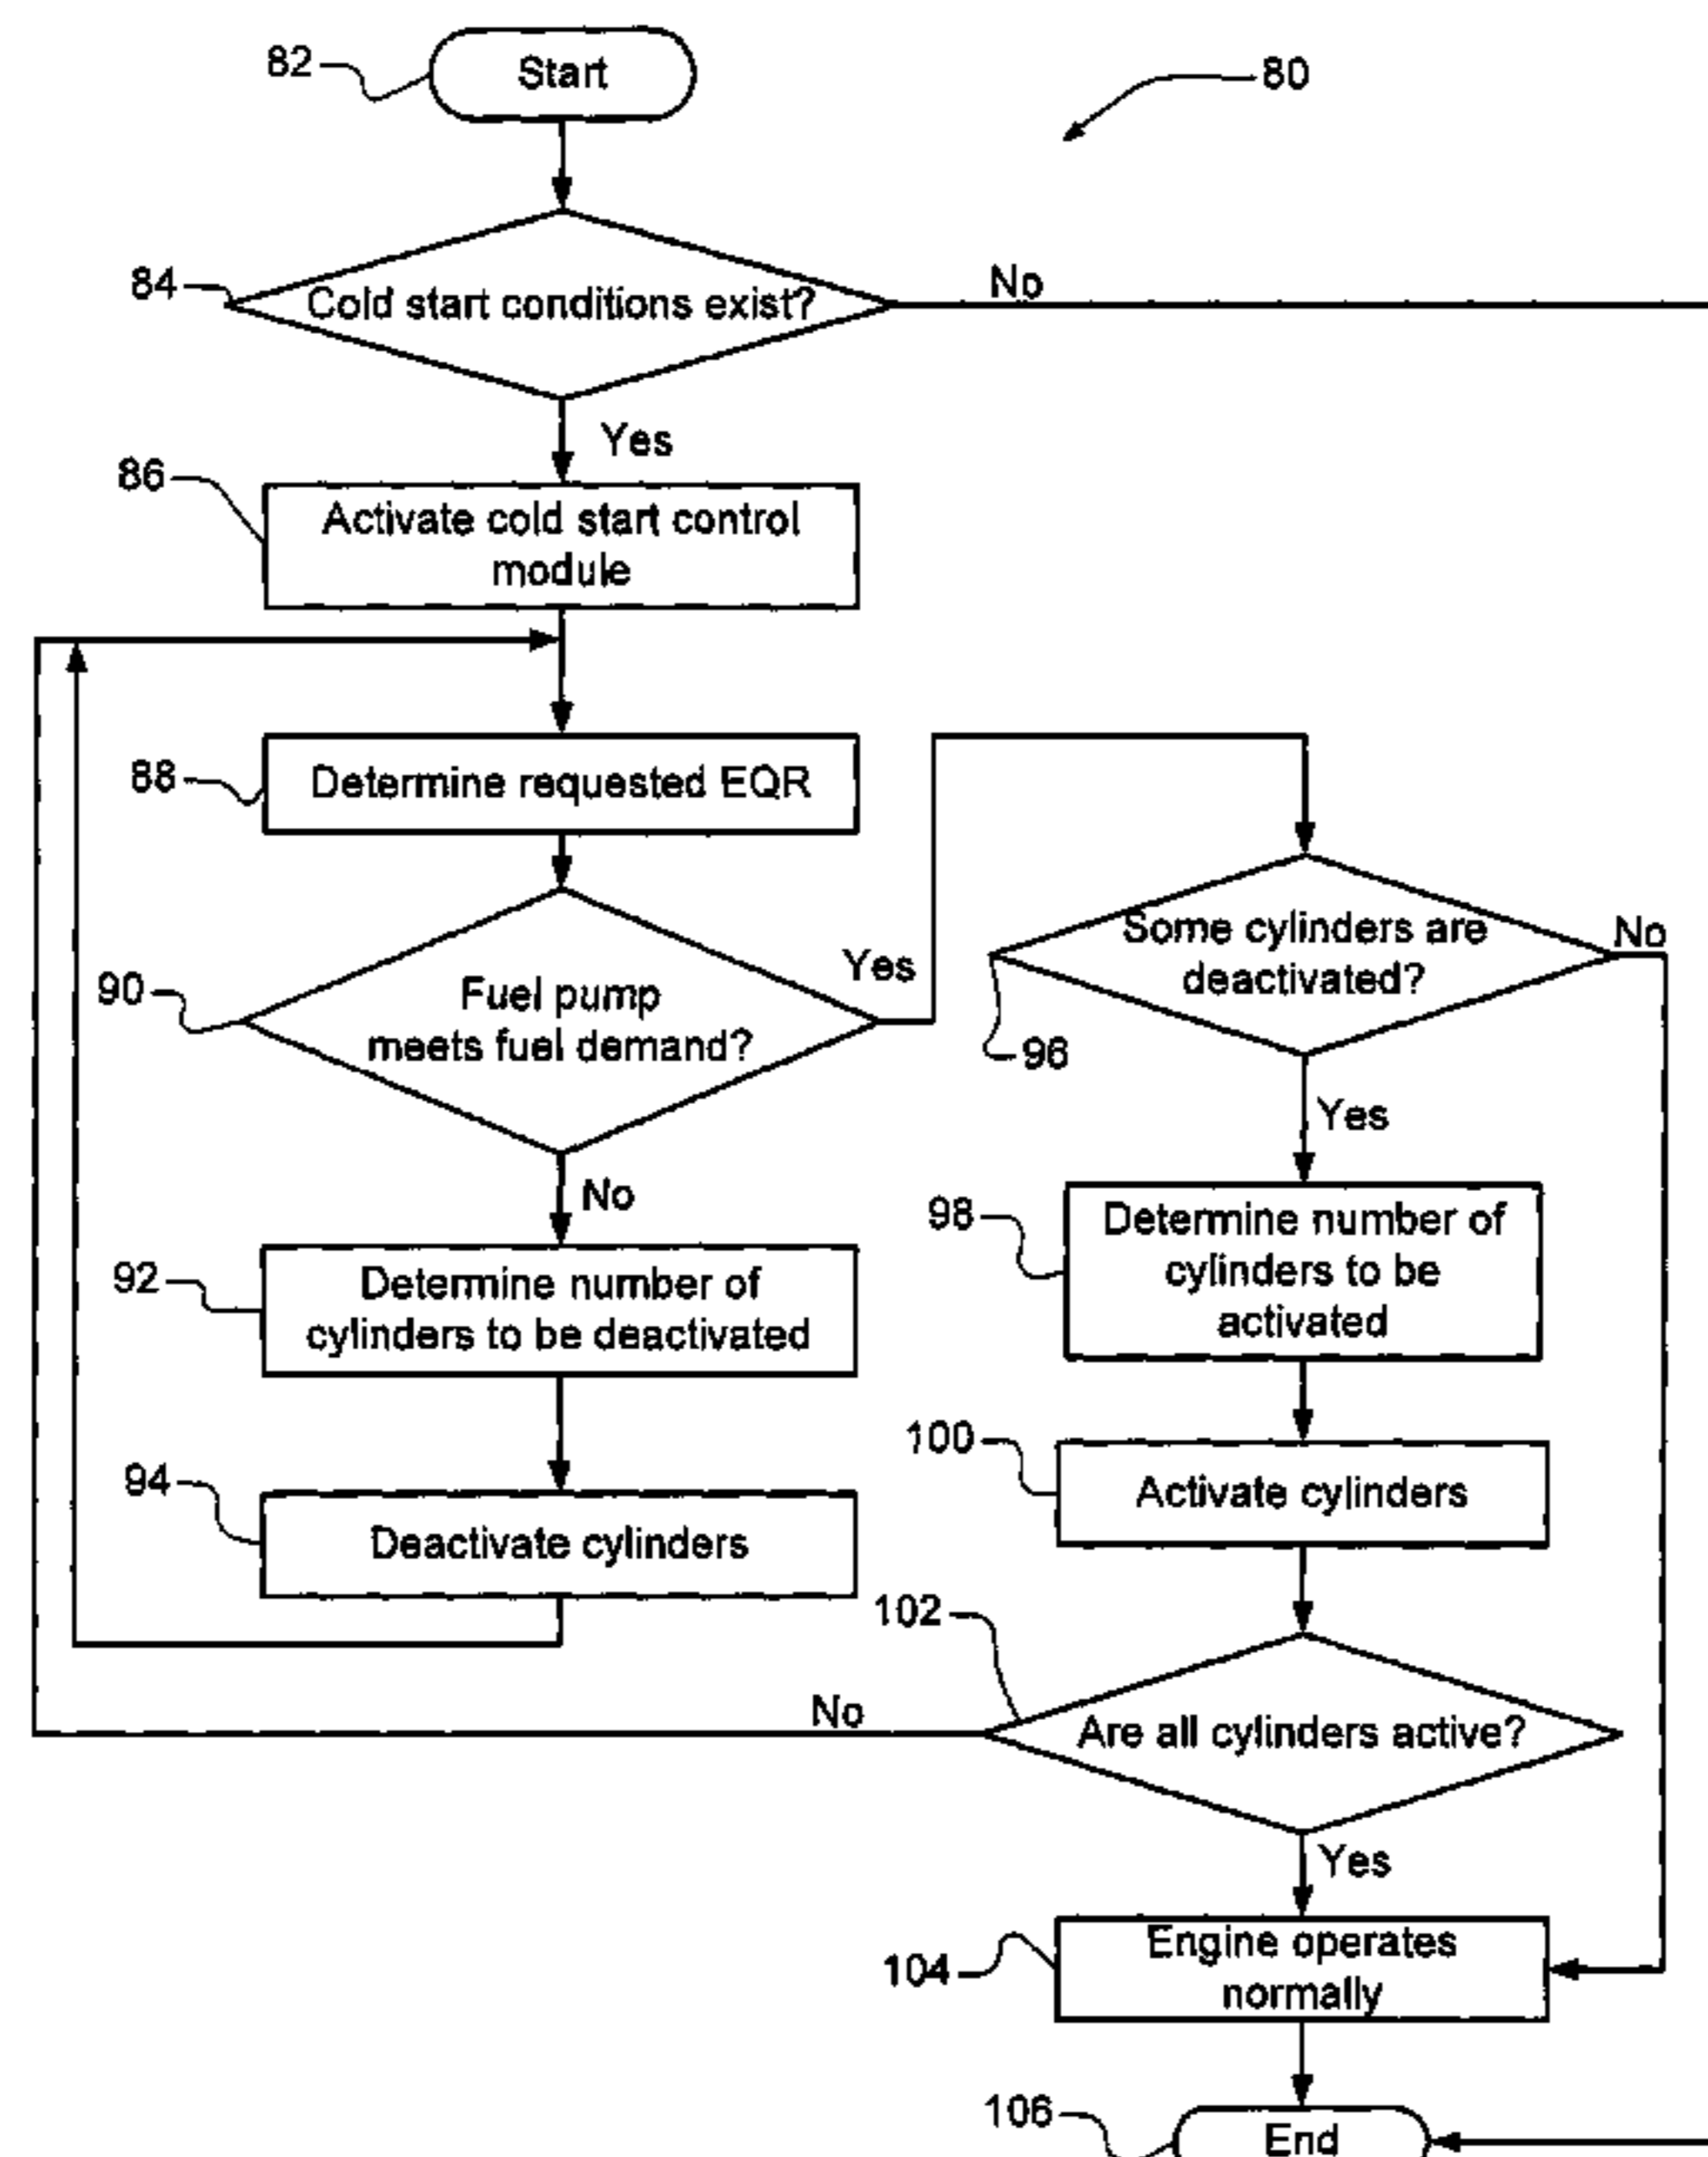 82
Start
80
84
Cold start conditions exist?
No
Yes
86
Activate cold start control
module
88
Determine requested EQR
90
Fuel pump
meets fuel demand?
Yes
Some cylinders are
deactivated?
No
96
Yes
No
92
Determine number of
cylinders to be deactivated
98
Determine number of
cylinders to be
activated
94
Deactivate cylinders
100
Activate cylinders
102
No
Are all cylinders active?
Yes
104
Engine operates
normally
106
End